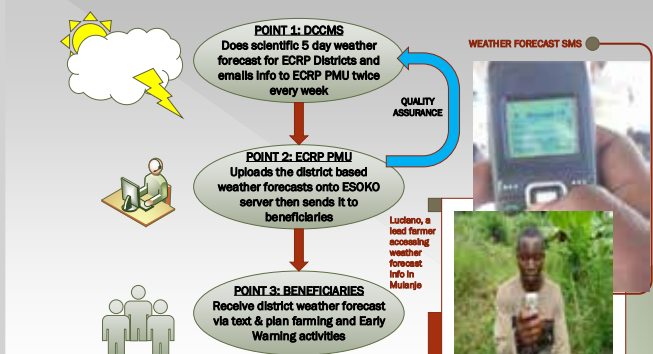 POINT 1: DCCMS
Does scientific 5 day weather
forecast for ECRP Districts and
emails info to ECRP PMU twice
every week
WEATHER FORECAST SMS
QUALITY
ASSURANCE
POINT 2: ECRP PMU
Uploads the district based
weather forecasts onto ESOKO
server then sends it to
beneficiaries
Luciano, a
lead farmer
accessing
weather
forecast
info in
Mulanje
POINT 3: BENEFICIARIES
Receive district weather forecast
via text & plan farming and Early
Warning activities